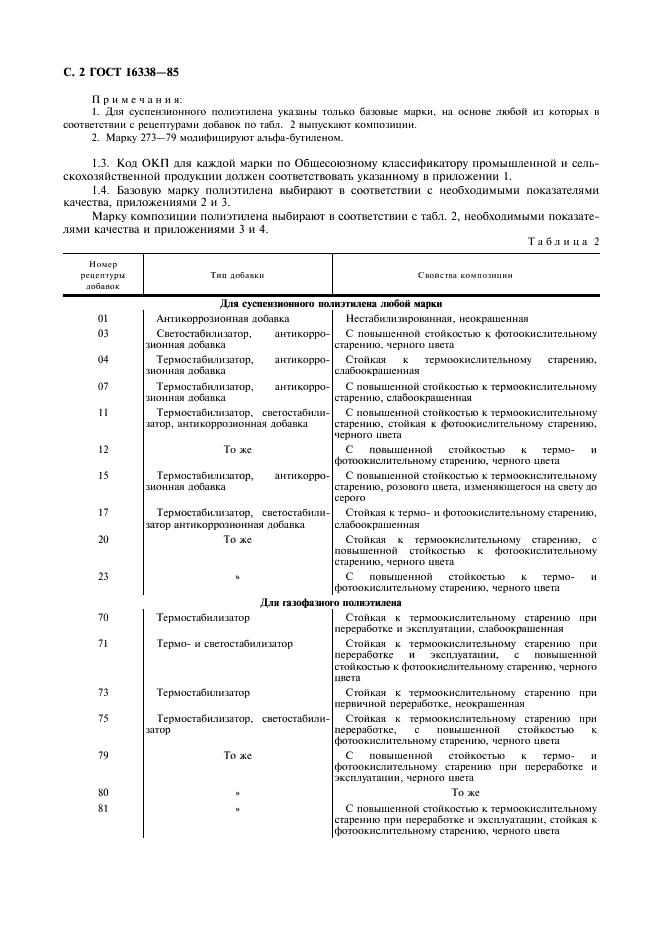 С. 2 ГОСТ 16338—85
Примечания:
1. Для суспензионного полиэтилена указаны только базовые марки, на основе любой из которых в
соответствии с рецептурами добавок по табл. 2 выпускают композиции.
2. Марку 273—79 модифицируют альфа-бутиленом.
1.3. Код ОКП для каждой марки по Общесоюзному классификатору промышленной и сель-
скохозяйственной продукции должен соответствовать указанному в приложении 1.
1.4. Базовую марку полиэтилена выбирают в соответствии с необходимыми показателями
качества, приложениями 2 и 3.
Марку композиции полиэтилена выбирают в соответствии с табл. 2, необходимыми показате-
лями качества и приложениями 3 и 4.
Таблица 2
Номер
рецептуры
добавок
Тип добавки
Свойства композиции
Для суспензионного полиэтилена любой марки
01
Антикоррозионная добавка
Нестабилизированная, неокрашенная
03
Светостабилизатор, антикорро-
зионная добавка
С повышенной стойкостью к фотоокислительному
старению, черного цвета
04
Термостабилизатор, антикорро-
зионная добавка
Стойкая к термоокислительному старению,
слабоокрашенная
07
Термостабилизатор, антикорро-
зионная добавка
С повышенной стойкостью к термоокислительному
старению, слабоокрашенная
11
Термостабилизатор, светостабили-
затор, антикоррозионная добавка
С повышенной стойкостью к термоокислительному
старению, стойкая к фотоокислительному старению,
черного цвета
12
То же
С повышенной стойкостью к термо- и
фотоокислительному старению, черного цвета
15
Термостабилизатор, антикорро-
зионная добавка
С повышенной стойкостью к термоокислительному
старению, розового цвета, изменяющегося на свету до
серого
17
Термостабилизатор, светостабили-
затор антикоррозионная добавка
Стойкая к термо- и фотоокислительному старению,
слабоокрашенная
20
То же
Стойкая к термоокислительному старению, с
повышенной стойкостью к фотоокислительному
старению, черного цвета
23
»
С повышенной стойкостью к термо- и
фотоокислительному старению, черного цвета
Для газофазного полиэтилена
70
Термостабилизатор
Стойкая к термоокислительному старению при
переработке и эксплуатации, слабоокрашенная
71
Термо- и светостабилизатор
Стойкая к термоокислительному старению при
переработке и эксплуатации, с повышенной
стойкостью к фотоокислительному старению, черного
цвета
73
Термостабилизатор
Стойкая к термоокислительному старению при
первичной переработке, неокрашенная
75
Термостабилизатор, светостабили-
затор
Стойкая к термоокислительному старению при
переработке, с повышенной стойкостью к
фотоокислительному старению, черного цвета
79
То же
С повышенной стойкостью к термо- и
фотоокислительному старению при переработке и
эксплуатации, черного цвета
80
»
То же
81
»
С повышенной стойкостью к термоокислительному
старению при переработке и эксплуатации, стойкая к
фотоокислительному старению, черного цвета